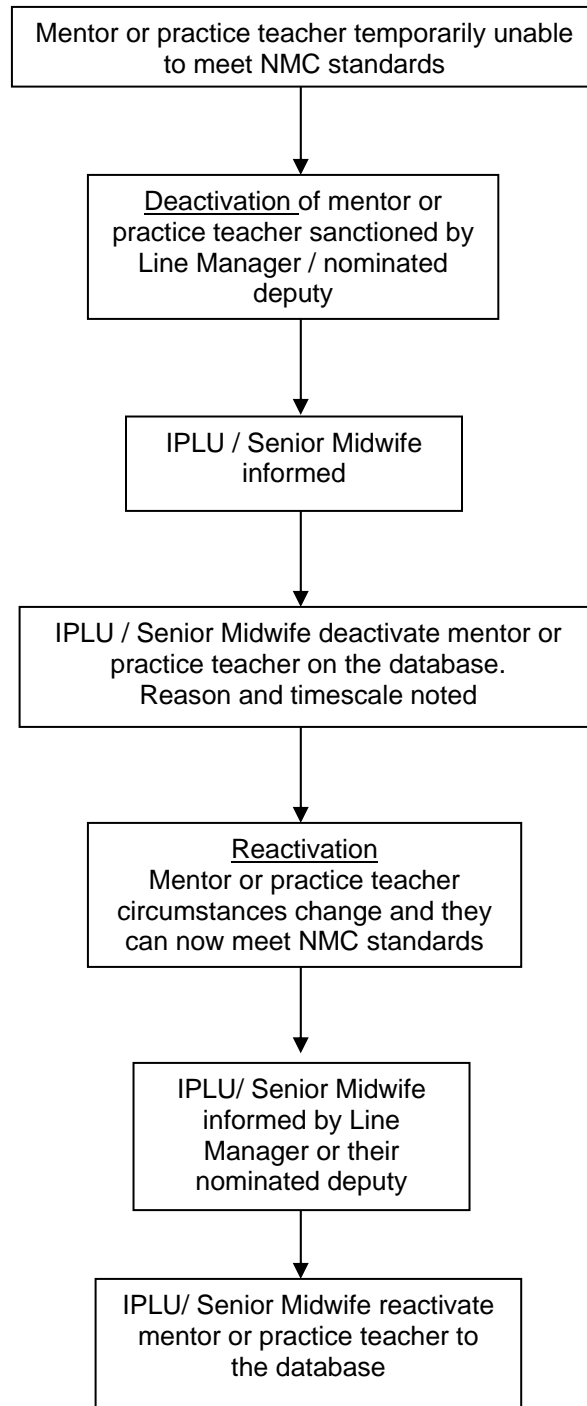 Mentor or practice teacher temporarily unable
to meet NMC standards
Deactivation of mentor or
practice teacher sanctioned by
Line Manager / nominated
deputy
IPLU / Senior Midwife
informed
IPLU / Senior Midwife deactivate mentor or
practice teacher on the database.
Reason and timescale noted
Reactivation
Mentor or practice teacher
circumstances change and they
can now meet NMC standards
IPLU/ Senior Midwife
informed by Line
Manager or their
nominated deputy
IPLU/ Senior Midwife reactivate
mentor or practice teacher to
the database